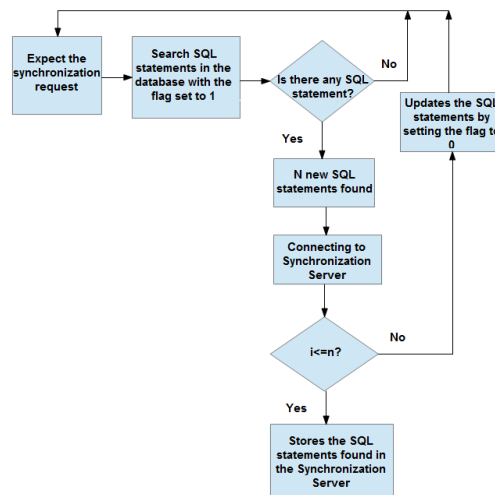 Expect the
synchronization
request
Search SQL
statements in the
database with the
flag set to 1
Is there any SQL
statement?
No
Updates the SQL
statements by
setting the flag to
0
Yes
N new SQL
statements found
Connecting to
Synchronization
Server
i<=n?
No
Yes
Stores the SQL
statements found in
the Synchronization
Server